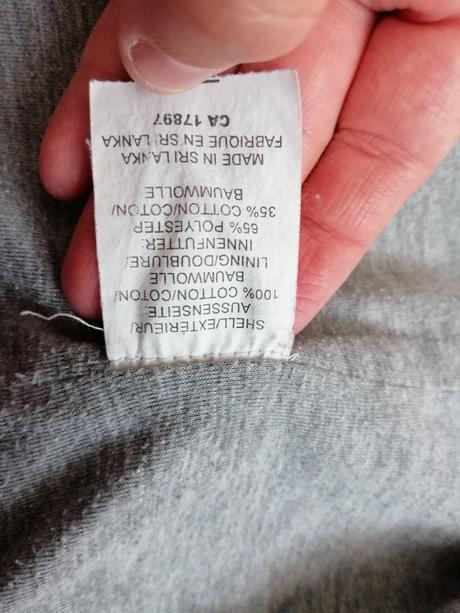 SHELL/EXTÉRIEUR/
AUSSENSEITE:
100% COTTON/COTON/
BAUMWOLLE
LINING/DOUBLURE/
INNENFUTTER:
65% POLYESTER
35% COTTON/COTON/
BAUMWOLLE
MADE IN SRI LANKA
FABRIQUE EN SRI LANKA
CA 17897